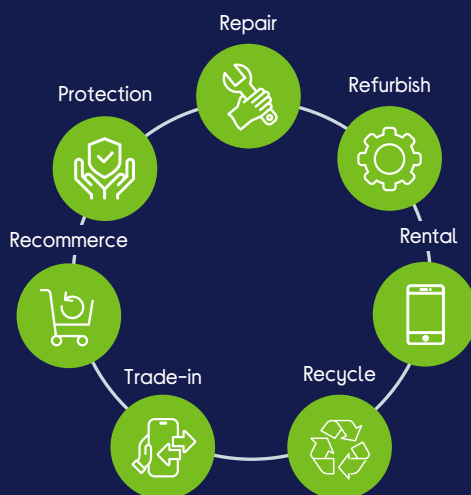 Repair
Protection
Refurbish
Recommerce
Rental
Trade-in
Recycle